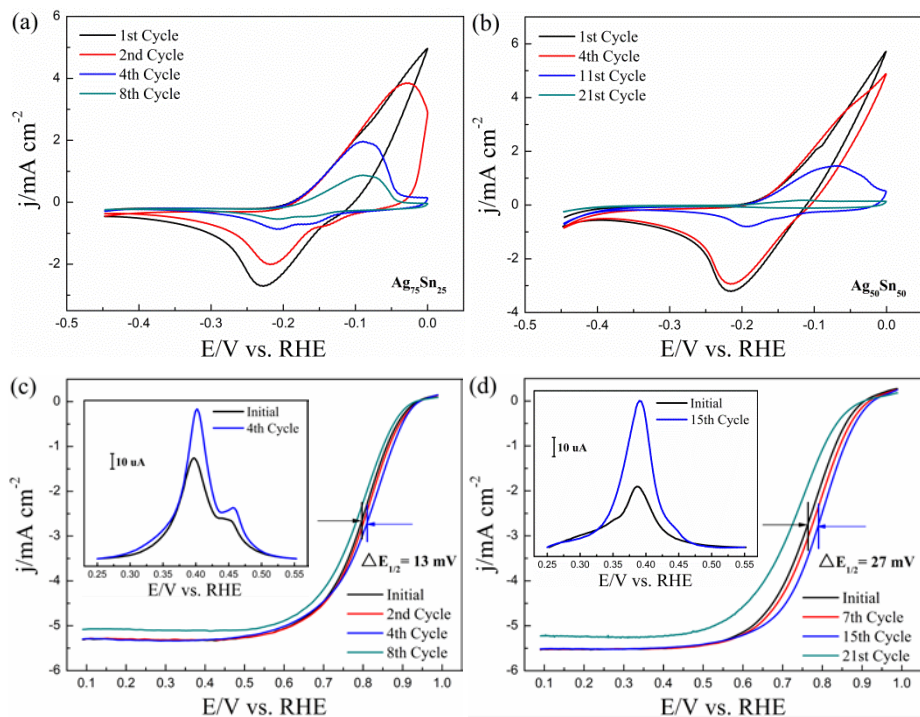 (a)
1st Cycle
2nd Cycle
4th Cycle
8th Cycle
Ag75Sn25
j/mA cm-2
6
4
2
0
-2
-0.5 -0.4 -0.3 -0.2 -0.1 0.0
E/V vs. RHE
(b)
1st Cycle
4th Cycle
11st Cycle
21st Cycle
Ag50Sn50
j/mA cm-2
6
4
2
0
-2
-4
-0.5 -0.4 -0.3 -0.2 -0.1 0.0
E/V vs. RHE
(c)
Initial
4th Cycle
10 uA
0.25 0.30 0.35 0.40 0.45 0.50 0.55
E/V vs. RHE
△E1/2= 13 mV
Initial
2nd Cycle
4th Cycle
8th Cycle
j/mA cm-2
0
-1
-2
-3
-4
-5
-6
0.1 0.2 0.3 0.4 0.5 0.6 0.7 0.8 0.9 1.0
E/V vs. RHE
(d)
Initial
15th Cycle
10 uA
0.25 0.30 0.35 0.40 0.45 0.50 0.55
E/V vs. RHE
△E1/2= 27 mV
Initial
7th Cycle
15th Cycle
21st Cycle
j/mA cm-2
0
-1
-2
-3
-4
-5
-6
0.1 0.2 0.3 0.4 0.5 0.6 0.7 0.8 0.9 1.0
E/V vs. RHE